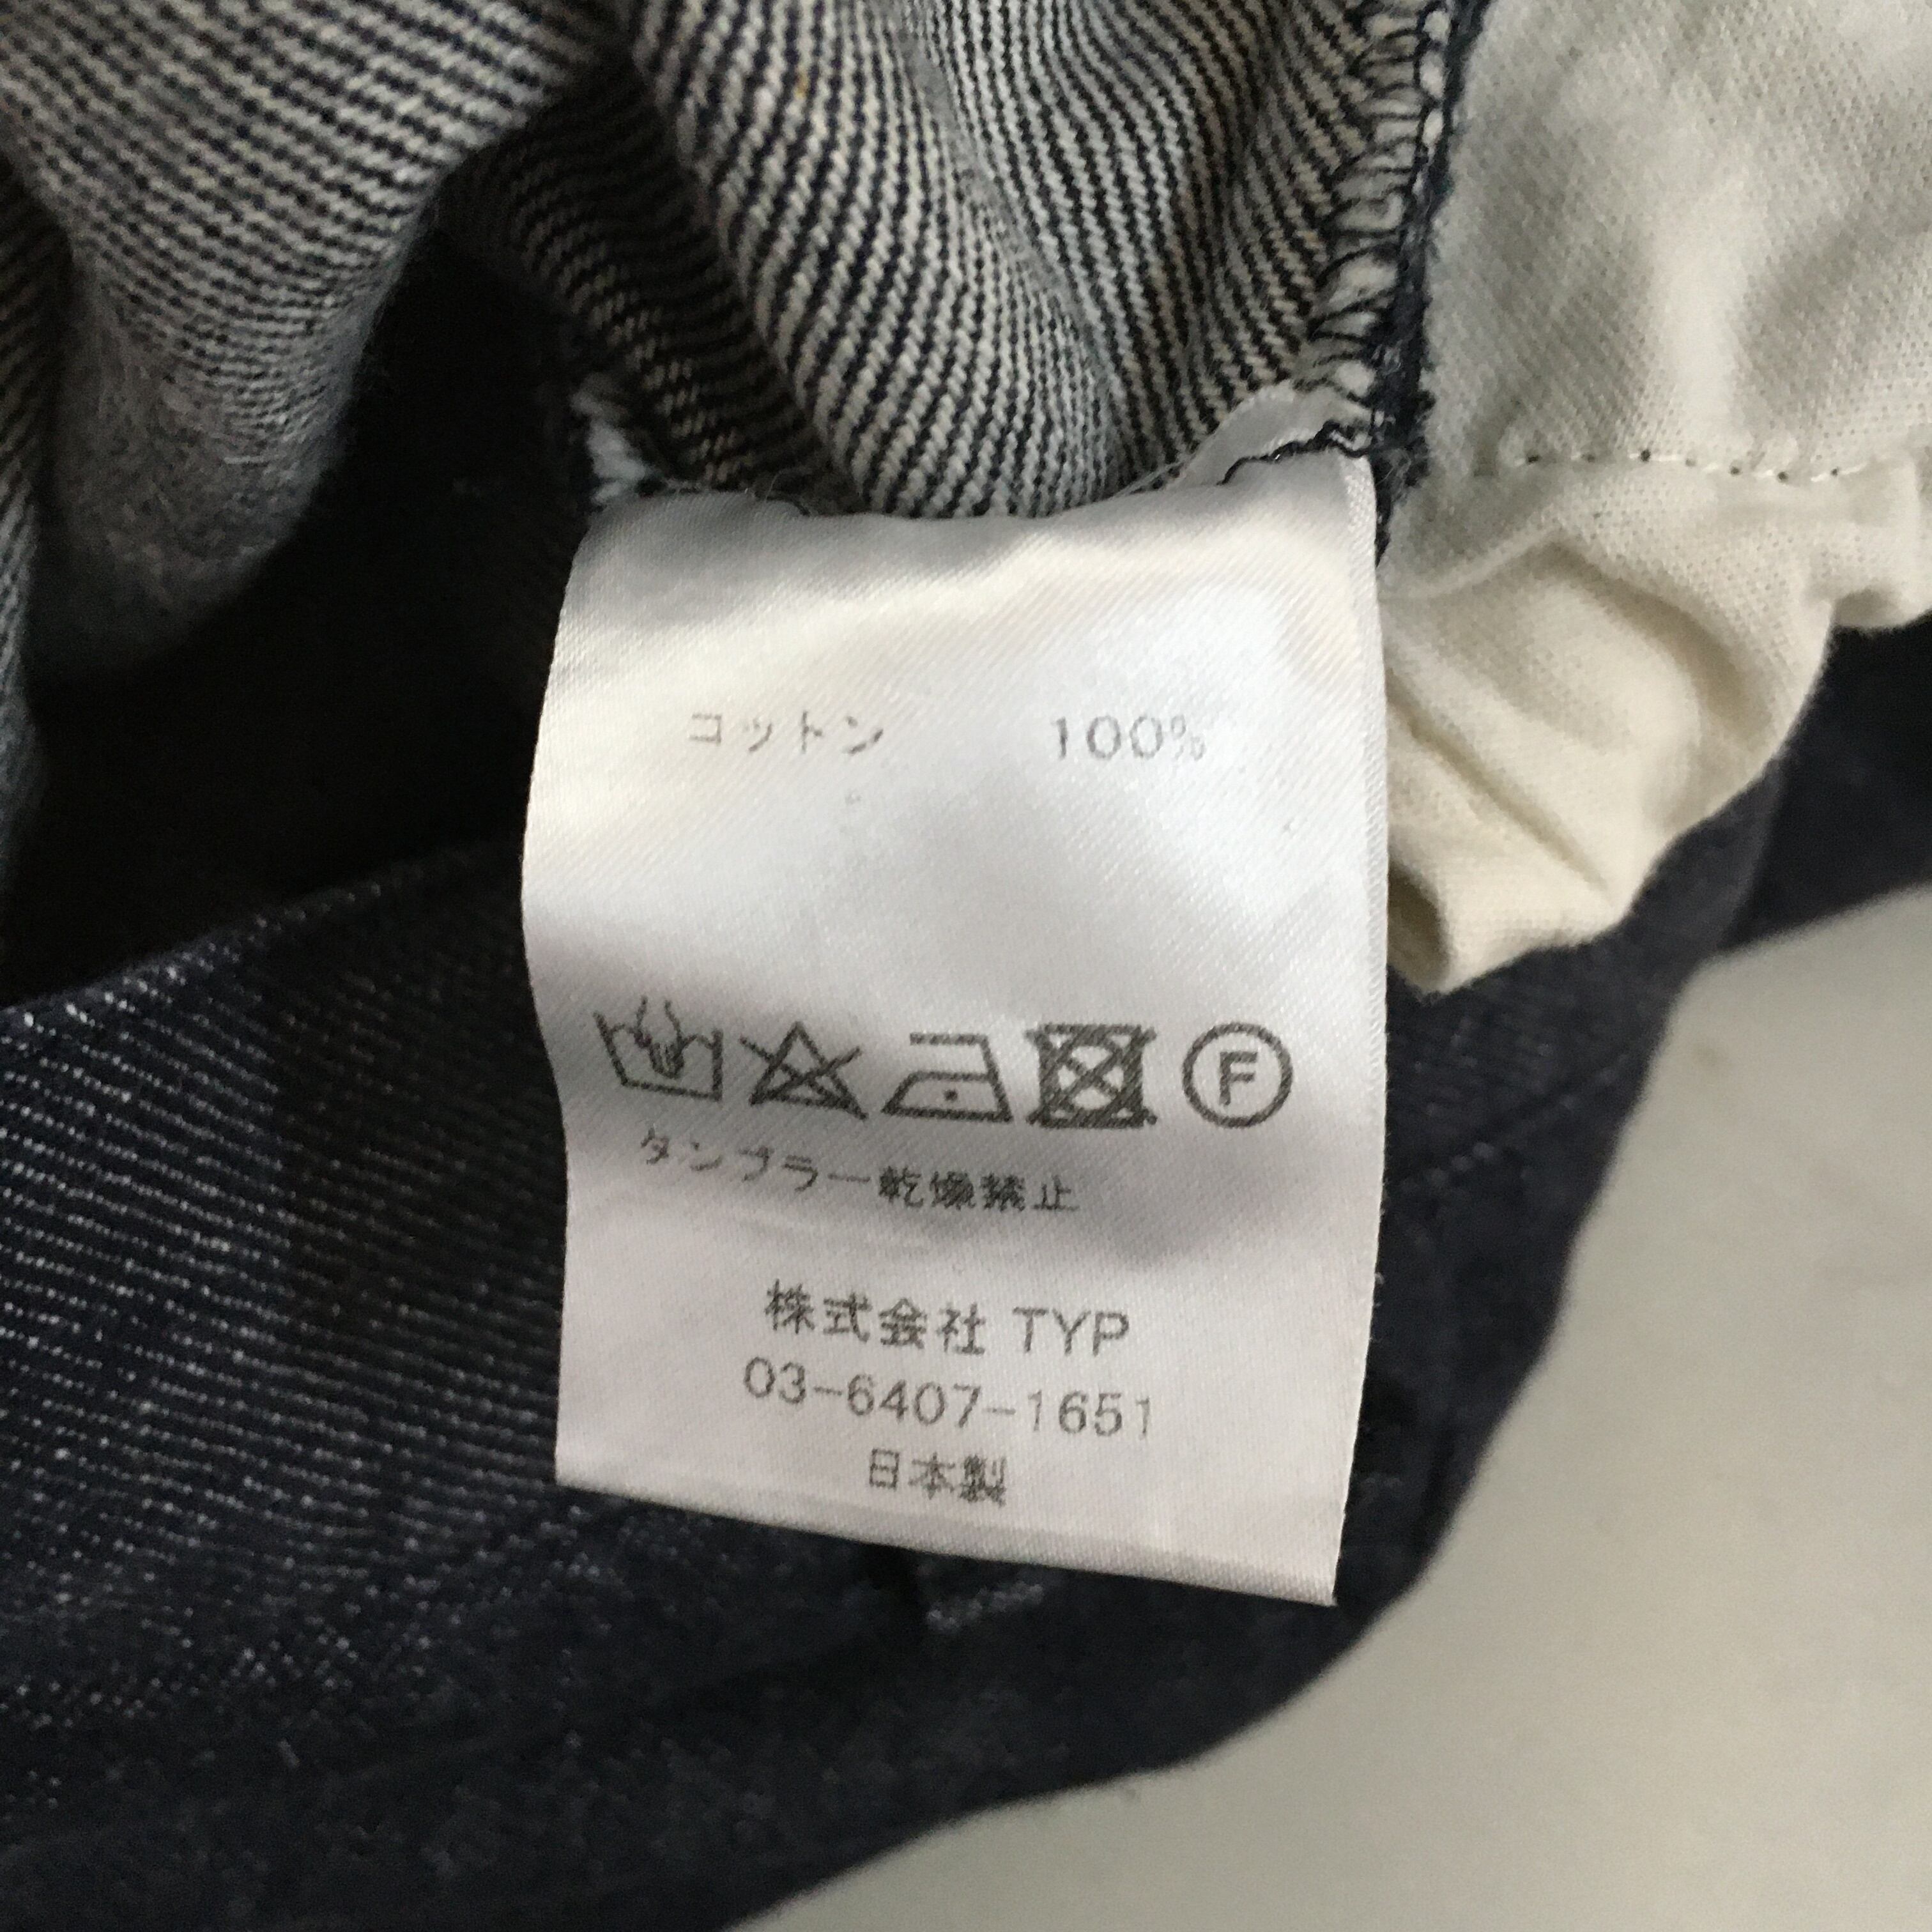 コットン 100%
F
タンブラー乾燥禁止
株式会社 TYP
03-6407-1651
日本製